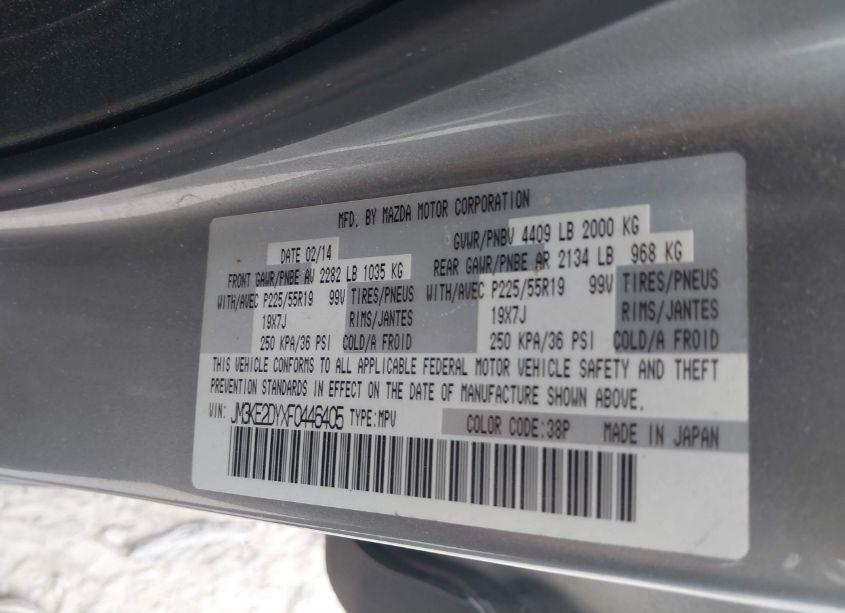 MFD. BY MAZDA MOTOR CORPORATION
DATE 02/14 GVWR/PNBV 4409 LB 2000 KG
FRONT GAWR/PNBE AV 2282 LB 1035 KG REAR GAWR/PNBE AR 2134 LB 968 KG
WITH/AVEC P225/55R19 99V TIRES/PNEUS WITH/AVEC P225/55R19 99V TIRES/PNEUS
19X7J RIMS/JANTES 19X7J RIMS/JANTES
250 KPA/36 PSI COLD/A FROID 250 KPA/36 PSI COLD/A FROID
THIS VEHICLE CONFORMS TO ALL APPLICABLE FEDERAL MOTOR VEHICLE SAFETY AND THEFT
PREVENTION STANDARDS IN EFFECT ON THE DATE OF MANUFACTURE SHOWN ABOVE.
VIN: JM3KE2DYXF0446405 TYPE:MPV COLOR CODE:38P MADE IN JAPAN